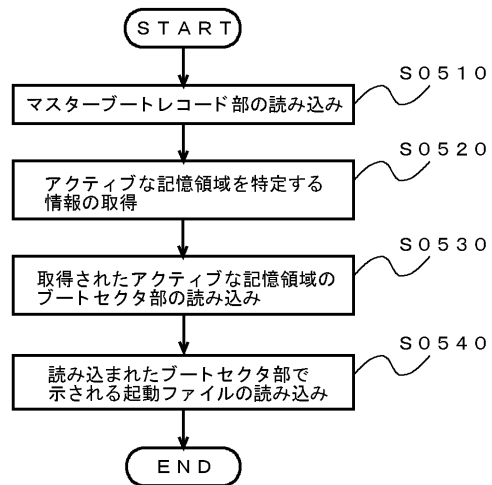 ＳＴＡＲＴ
Ｓ０５１０
マスターブートレコード部の読み込み
Ｓ０５２０
アクティブな記憶領域を特定する
情報の取得
Ｓ０５３０
取得されたアクティブな記憶領域の
ブートセクタ部の読み込み
Ｓ０５４０
読み込まれたブートセクタ部で
示される起動ファイルの読み込み
ＥＮＤ